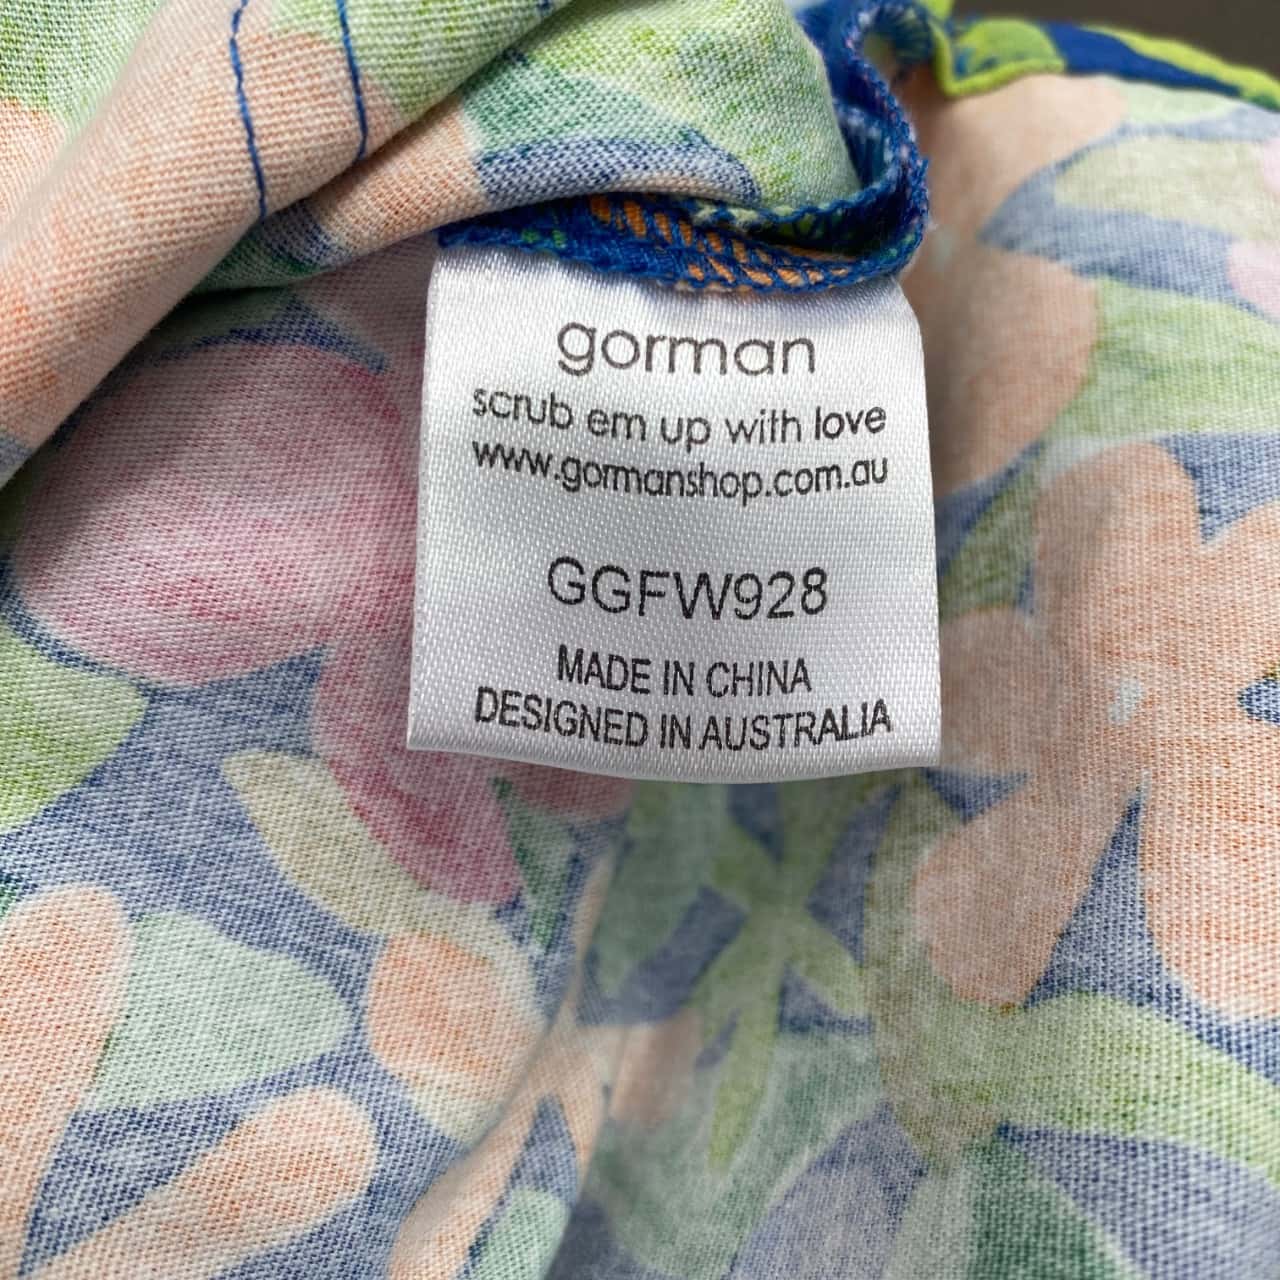 gorman
scrub em up with love
www.gormanshop.com.au
GGFW928
MADE IN CHINA
DESIGNED IN AUSTRALIA